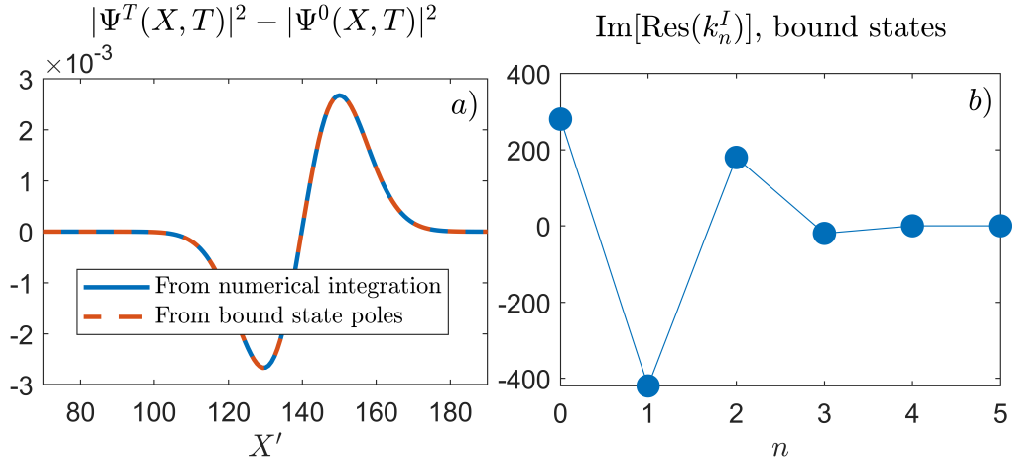 |Ψ^T(X, T)|^2 – |Ψ^0(X, T)|^2
×10^-3
3
2
1
0
-1
-2
-3
80 100 120 140 160 180
X′
a)
From numerical integration
From bound state poles
Im[Res(k_n^I)], bound states
400
200
0
-200
-400
0 1 2 3 4 5
n
b)